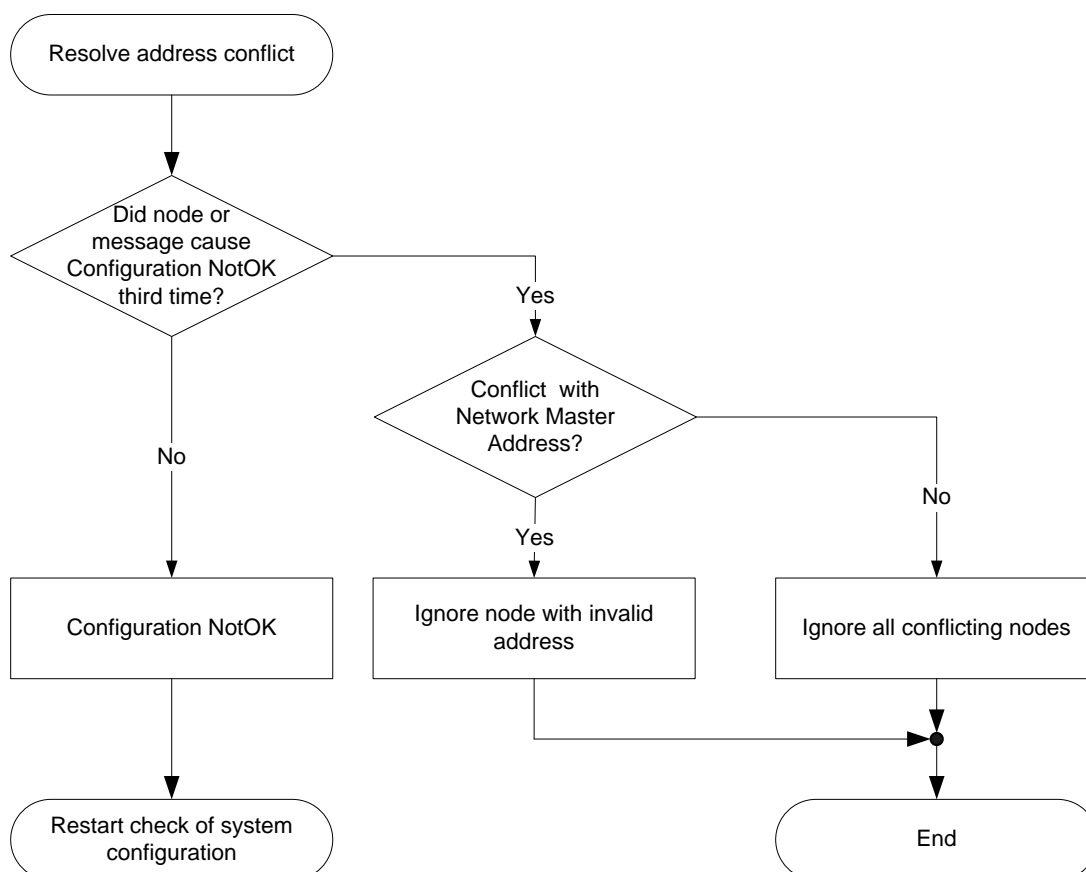 Resolve address conflict
Did node or
message cause
Configuration NotOK
third time?
Yes
Conflict with
Network Master
Address?
No
No
Yes
Configuration NotOK
Ignore node with invalid
address
Ignore all conflicting nodes
Restart check of system
configuration
End